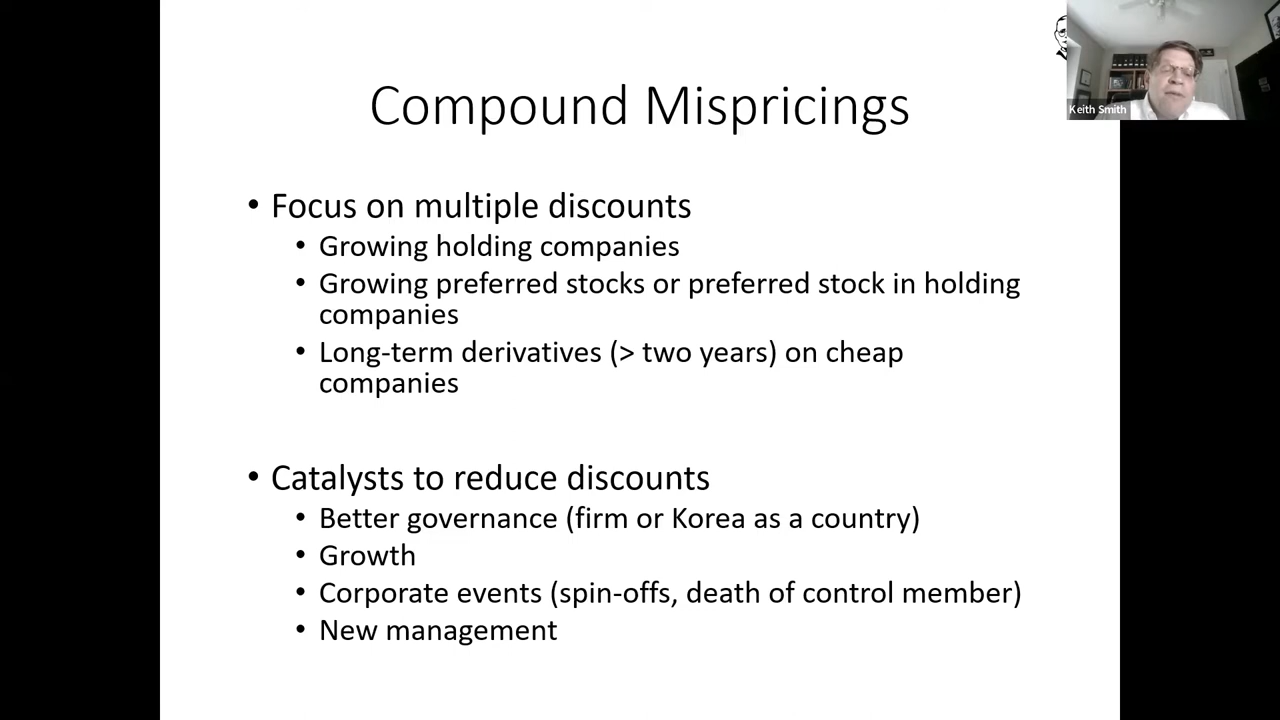 Compound Mispricings
Keith Smith
• Focus on multiple discounts
• Growing holding companies
• Growing preferred stocks or preferred stock in holding
companies
• Long-term derivatives (> two years) on cheap
companies
• Catalysts to reduce discounts
• Better governance (firm or Korea as a country)
• Growth
• Corporate events (spin-offs, death of control member)
• New management